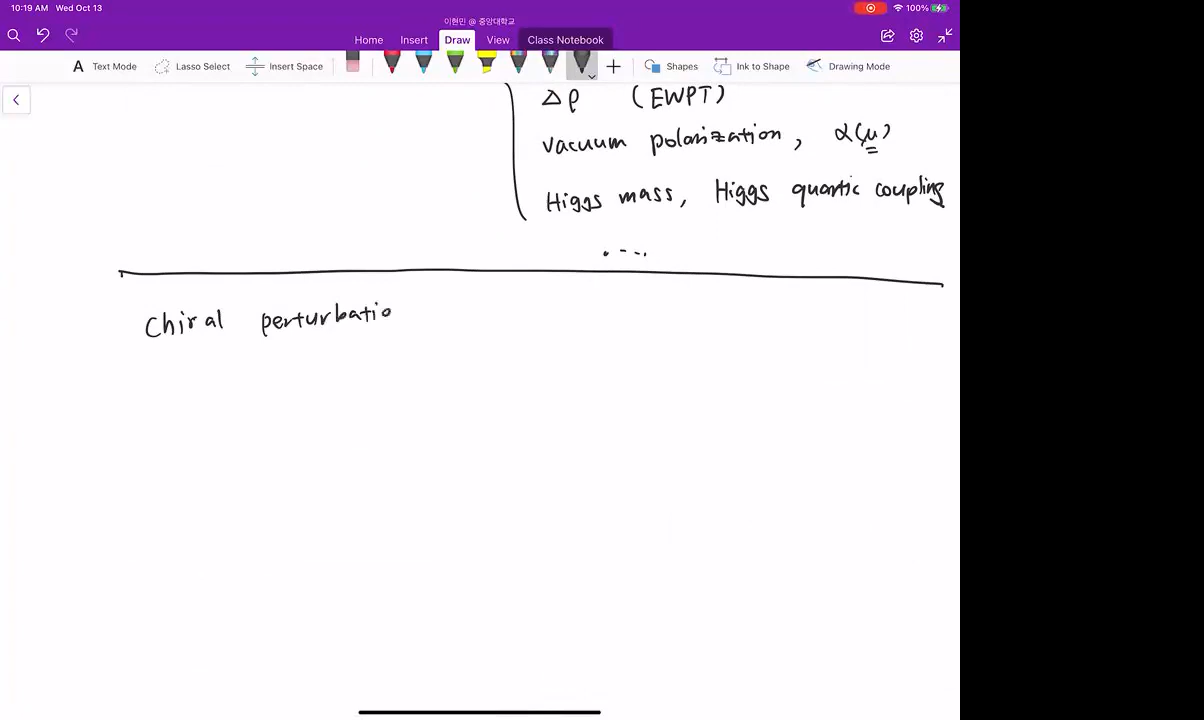 10:19 AM Wed Oct 13
100%
이현민 @ 중앙대학교
Home Insert Draw View Class Notebook
A Text Mode Lasso Select Insert Space Shapes Ink to Shape Drawing Mode
Δρ (EWPT)
vacuum polarization, α(μ)
Higgs mass, Higgs quartic coupling
....
Chiral perturbatio